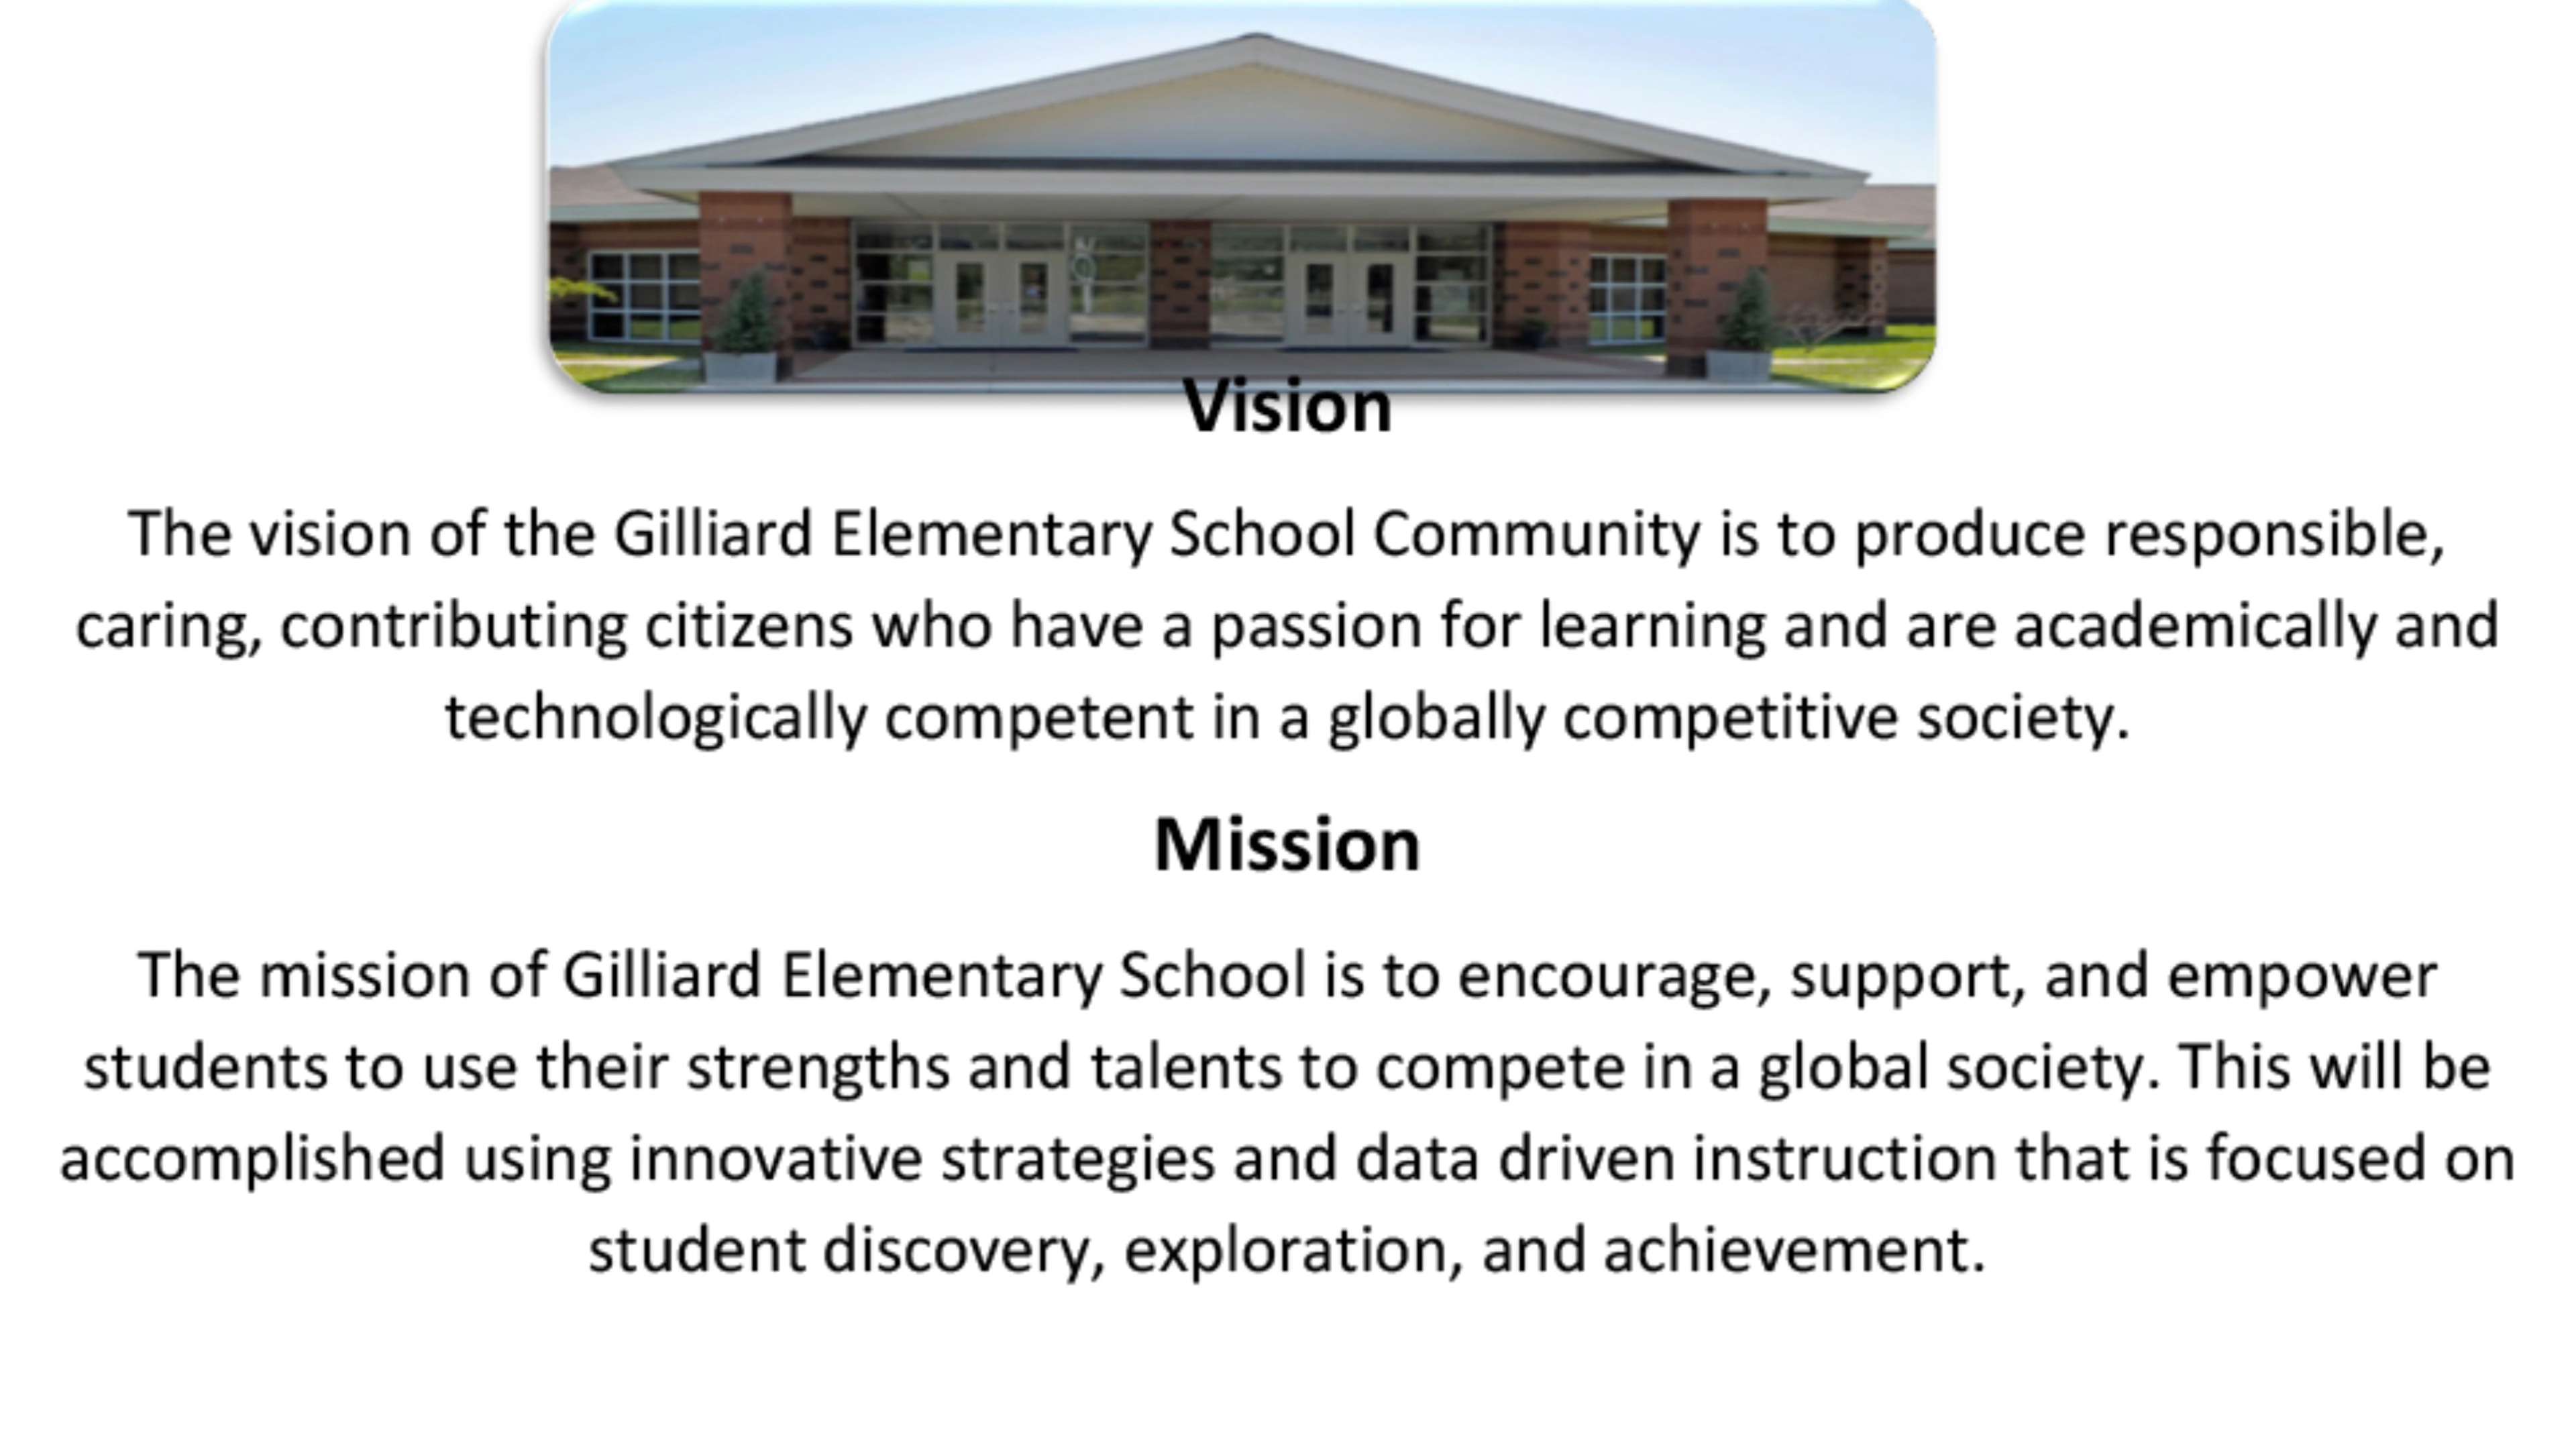 Vision
The vision of the Gilliard Elementary School Community is to produce responsible,
caring, contributing citizens who have a passion for learning and are academically and
technologically competent in a globally competitive society.
Mission
The mission of Gilliard Elementary School is to encourage, support, and empower
students to use their strengths and talents to compete in a global society. This will be
accomplished using innovative strategies and data driven instruction that is focused on
student discovery, exploration, and achievement.